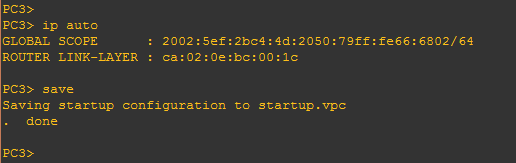 PC3>
PC3> ip auto
GLOBAL SCOPE      : 2002:5ef:2bc4:4d:2050:79ff:fe66:6802/64
ROUTER LINK-LAYER : ca:02:0e:bc:00:1c
PC3> save
Saving startup configuration to startup.vpc
.  done
PC3>